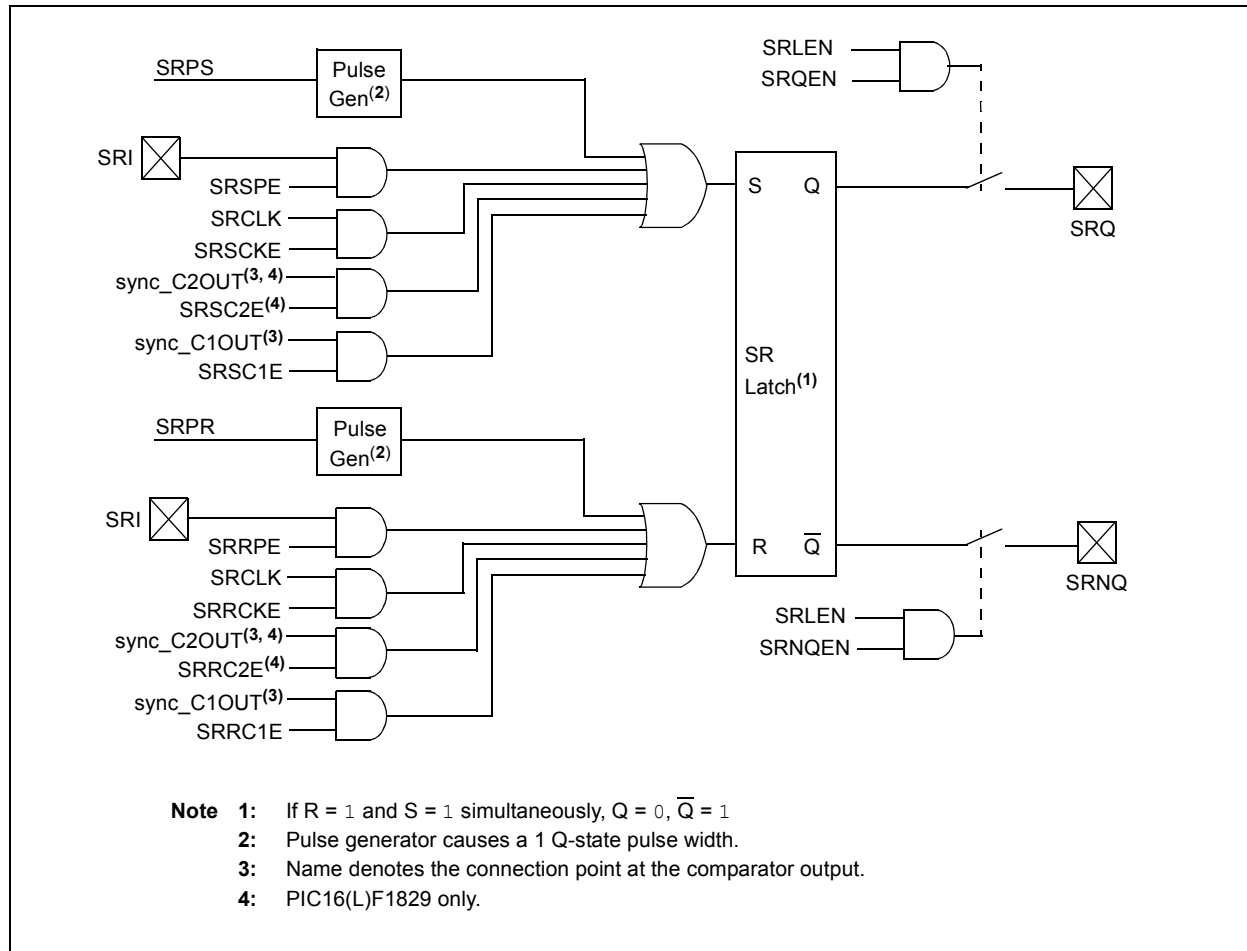 SRPS
Pulse
Gen(2)
SRI
SRSPE
SRCLK
SRSCKE
sync_C2OUT(3, 4)
SRSC2E(4)
sync_C1OUT(3)
SRSC1E
SRLEN
SRQEN
S Q
SRQ
SR
Latch(1)
SRPR
Pulse
Gen(2)
SRI
SRRPE
SRCLK
SRRCKE
sync_C2OUT(3, 4)
SRRC2E(4)
sync_C1OUT(3)
SRRC1E
R Q̅
SRNQ
SRLEN
SRNQEN
Note 1: If R = 1 and S = 1 simultaneously, Q = 0, Q̅ = 1
2: Pulse generator causes a 1 Q-state pulse width.
3: Name denotes the connection point at the comparator output.
4: PIC16(L)F1829 only.